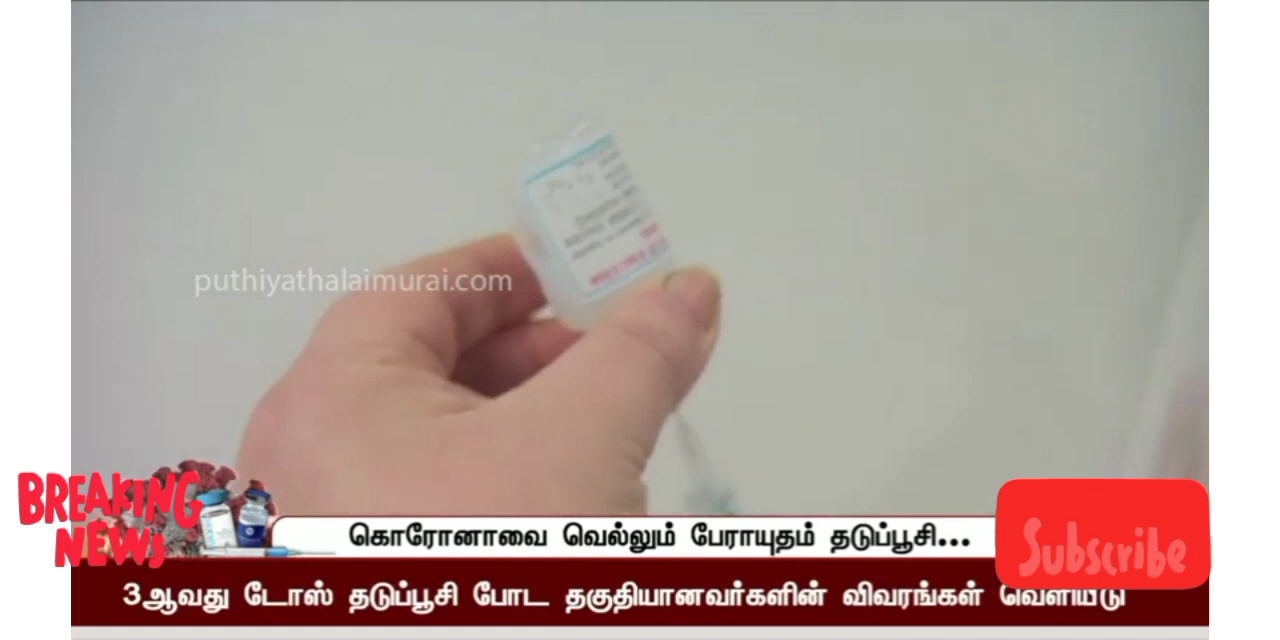 puthiyathalaimurai.com
BREAKING
NEWS
கொரோனாவை வெல்லும் பேராயுதம் தடுப்பூசி...
Subscribe
3ஆவது டோஸ் தடுப்பூசி போட தகுதியானவர்களின் விவரங்கள் வெளியீடு